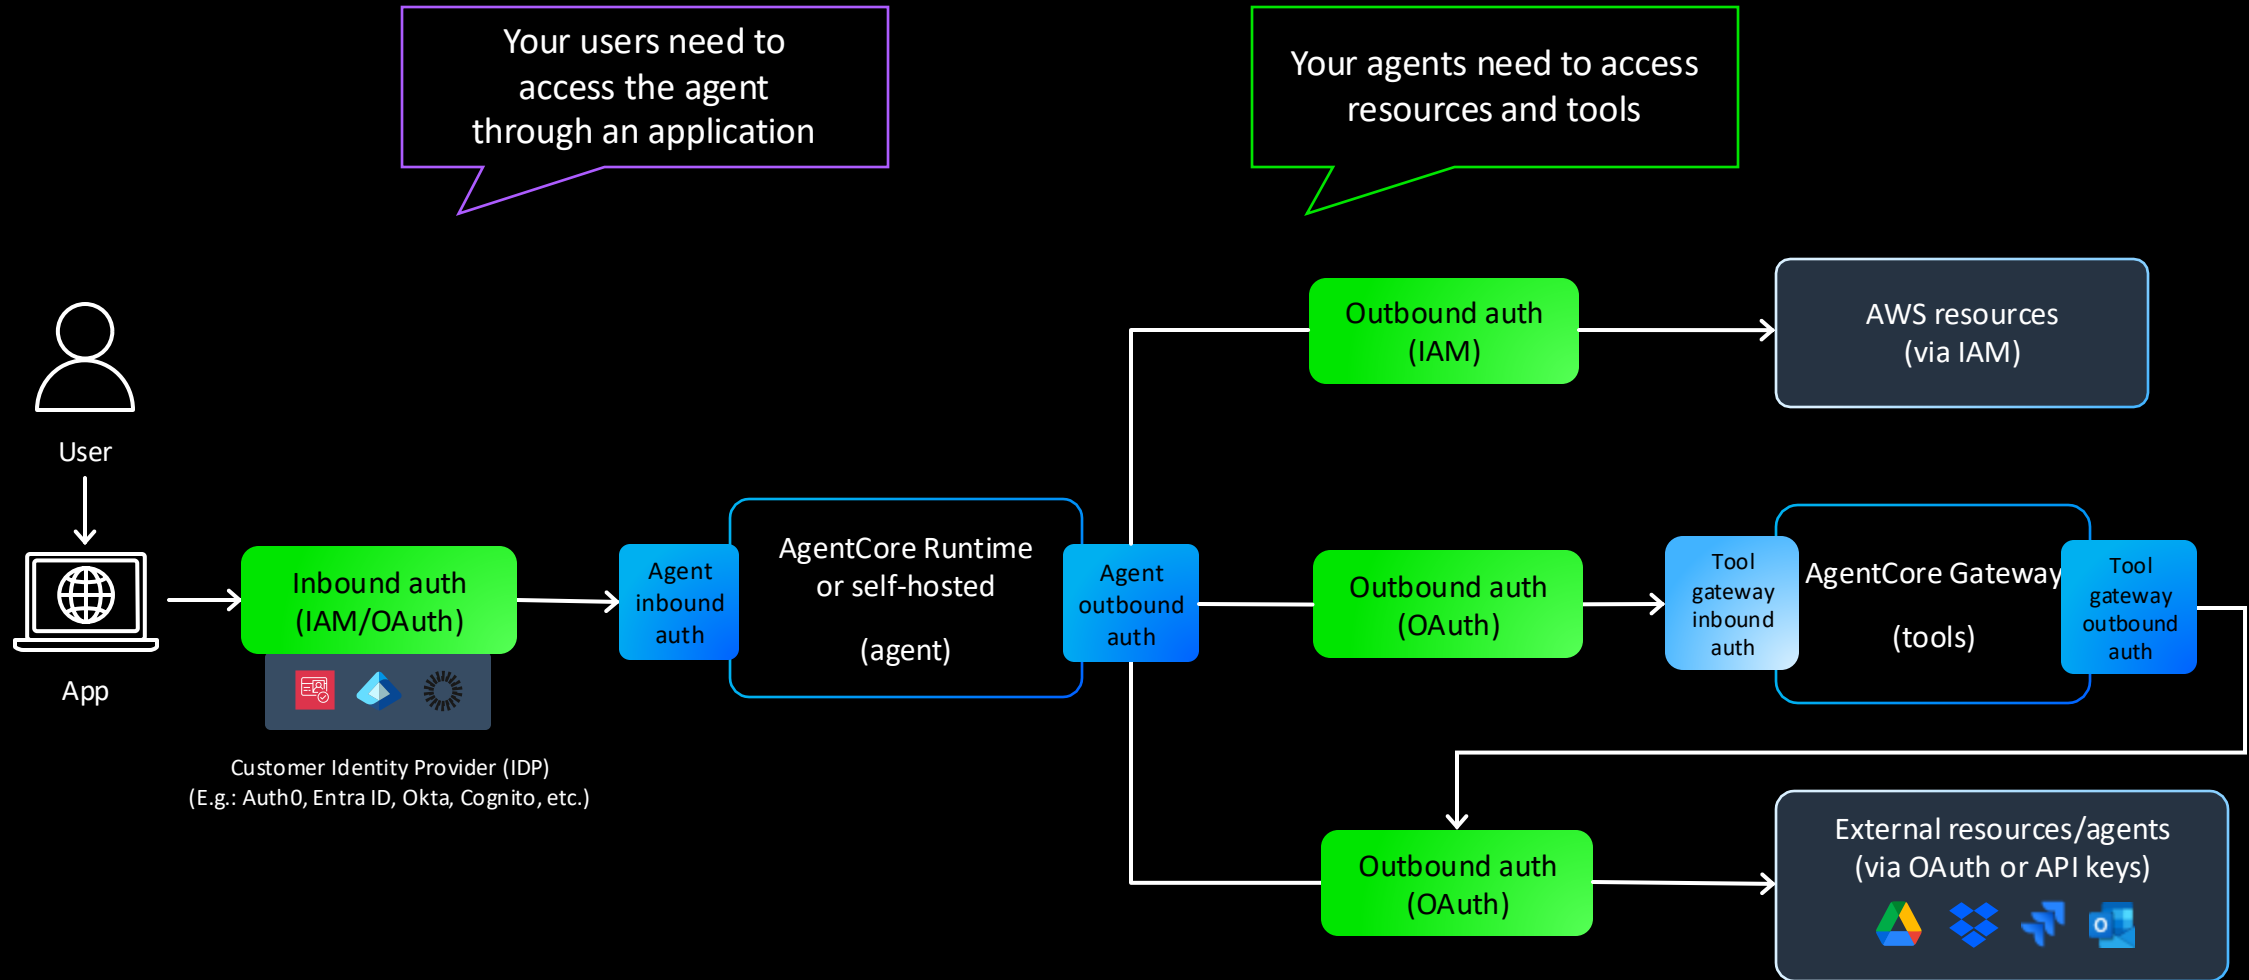 Your users need to
access the agent
through an application
Your agents need to access
resources and tools
User
App
Inbound auth
(IAM/OAuth)
Customer Identity Provider (IDP)
(E.g.: Auth0, Entra ID, Okta, Cognito, etc.)
Agent
inbound
auth
AgentCore Runtime
or self-hosted
(agent)
Agent
outbound
auth
Outbound auth
(IAM)
AWS resources
(via IAM)
Outbound auth
(OAuth)
Tool
gateway
inbound
auth
AgentCore Gateway
(tools)
Tool
gateway
outbound
auth
Outbound auth
(OAuth)
External resources/agents
(via OAuth or API keys)